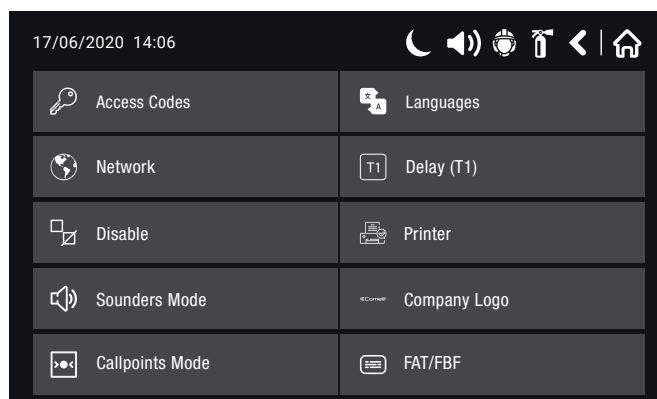 17/06/2020 14:06
Access Codes
Languages
Network
T1 Delay (T1)
Disable
Printer
Sounders Mode
Company Logo
Callpoints Mode
FAT/FBF